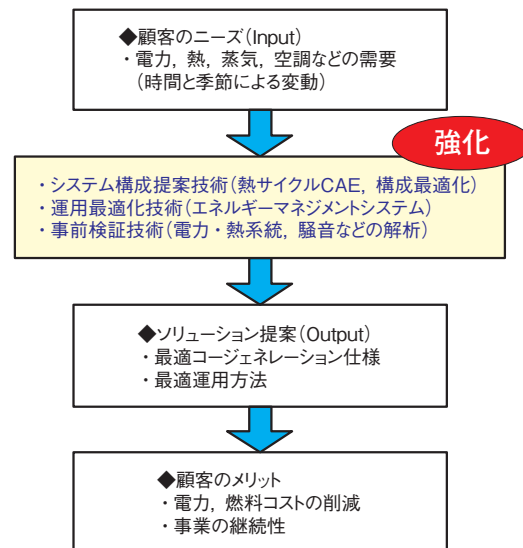 ◆顧客のニーズ(Input)
・電力，熱，蒸気，空調などの需要
(時間と季節による変動)
強化
・システム構成提案技術(熱サイクルCAE，構成最適化)
・運用最適化技術(エネルギーマネジメントシステム)
・事前検証技術(電力・熱系統，騒音などの解析)
◆ソリューション提案(Output)
・最適コージェネレーション仕様
・最適運用方法
◆顧客のメリット
・電力，燃料コストの削減
・事業の継続性